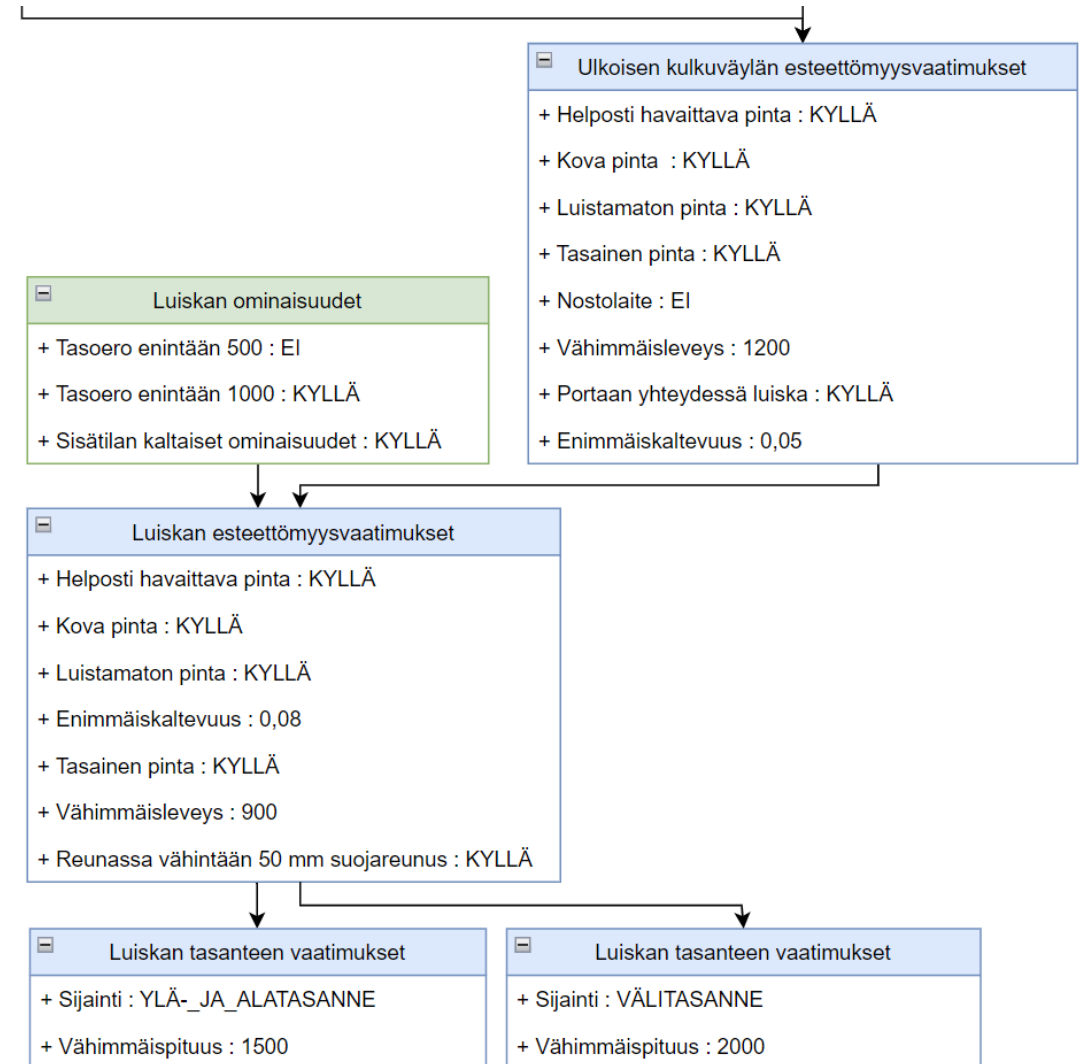 Ulkoisen kulkuväylän esteettömyysvaatimukset
+ Helposti havaittava pinta : KYLLÄ
+ Kova pinta : KYLLÄ
+ Luistamaton pinta : KYLLÄ
+ Tasainen pinta : KYLLÄ
+ Nostolaite : EI
+ Vähimmäisleveys : 1200
+ Portaan yhteydessä luiska : KYLLÄ
+ Enimmäiskaltevuus : 0,05
Luiskan ominaisuudet
+ Tasoero enintään 500 : EI
+ Tasoero enintään 1000 : KYLLÄ
+ Sisätilan kaltaiset ominaisuudet : KYLLÄ
Luiskan esteettömyysvaatimukset
+ Helposti havaittava pinta : KYLLÄ
+ Kova pinta : KYLLÄ
+ Luistamaton pinta : KYLLÄ
+ Enimmäiskaltevuus : 0,08
+ Tasainen pinta : KYLLÄ
+ Vähimmäisleveys : 900
+ Reunassa vähintään 50 mm suojareunus : KYLLÄ
Luiskan tasanteen vaatimukset
+ Sijainti : YLÄ-_JA_ALATASANNE
+ Vähimmäispituus : 1500
Luiskan tasanteen vaatimukset
+ Sijainti : VÄLITASANNE
+ Vähimmäispituus : 2000